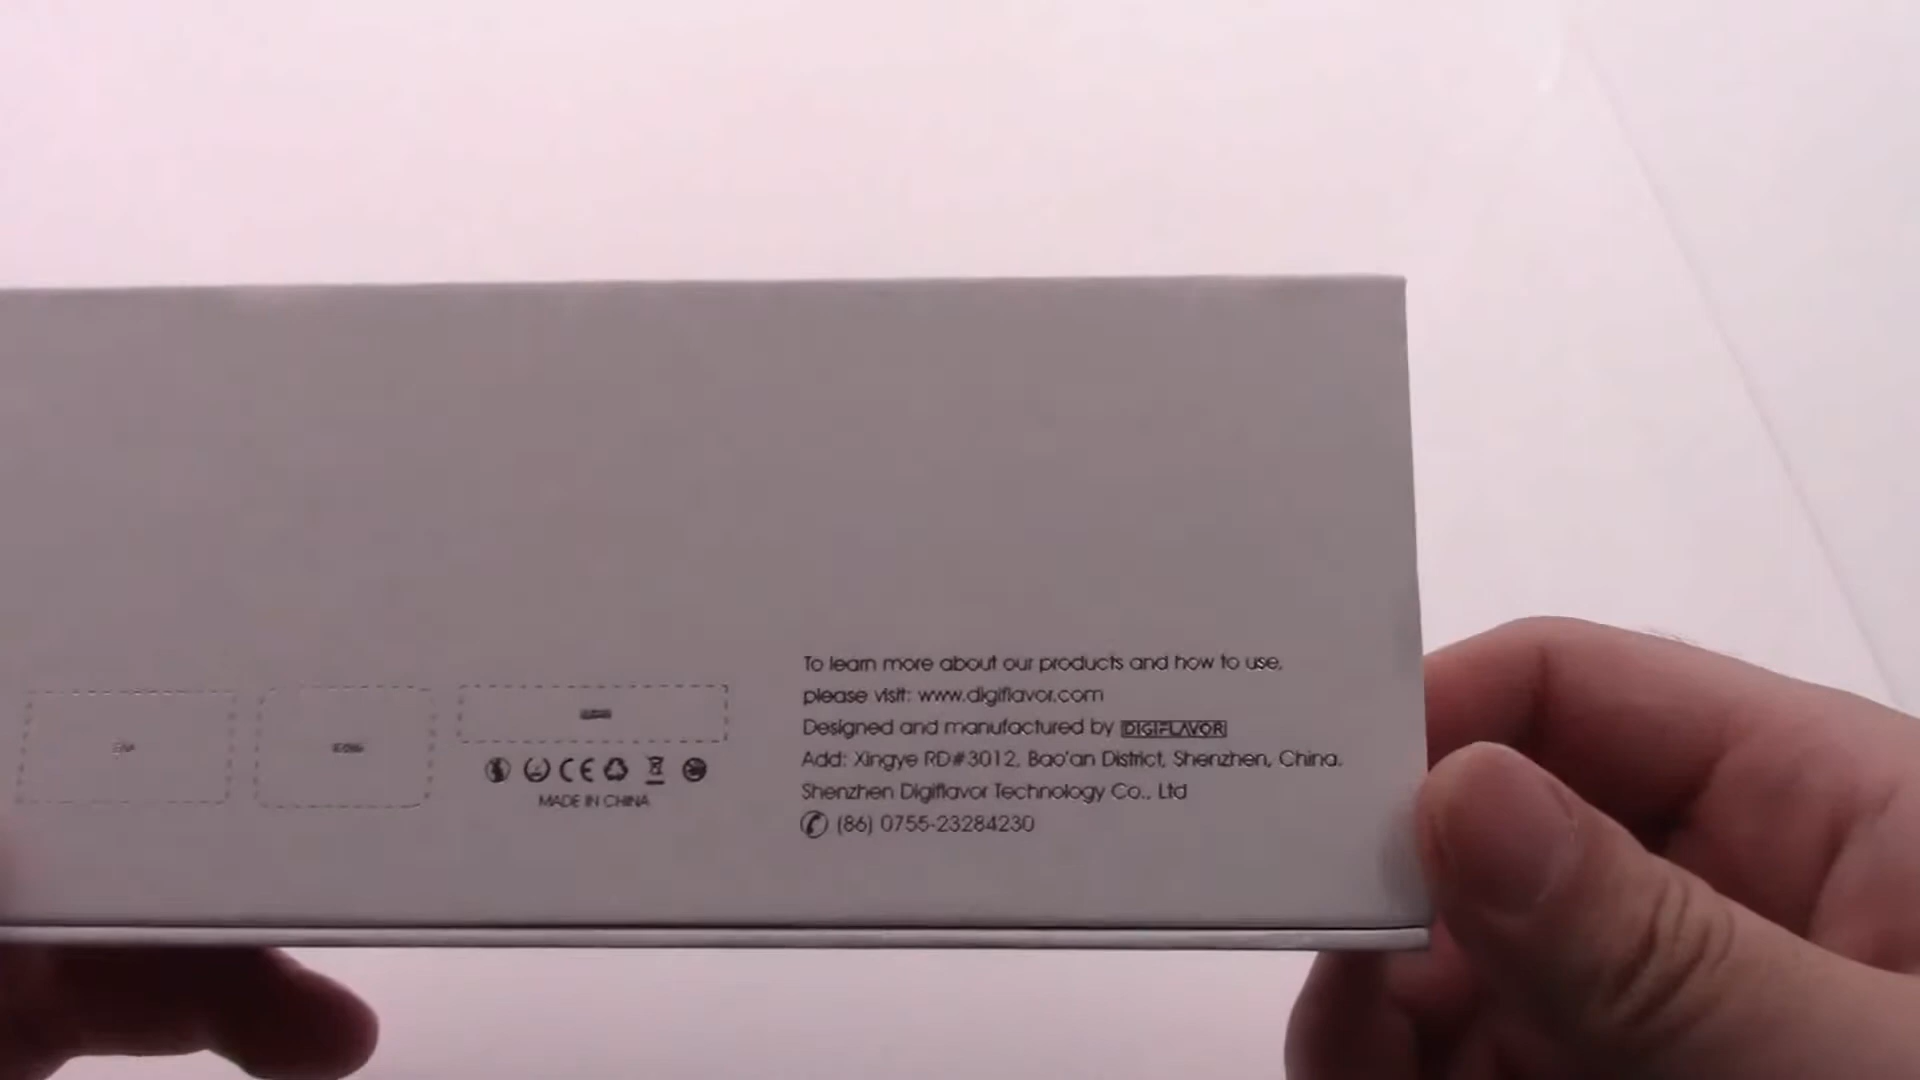 To learn more about our products and how to use,
please visit: www.digiflavor.com
Designed and manufactured by DIGIFLAVOR
Add: Xingye RD#3012, Bao'an District, Shenzhen, China.
Shenzhen Digiflavor Technology Co., Ltd
(86) 0755-23284230
CE
MADE IN CHINA